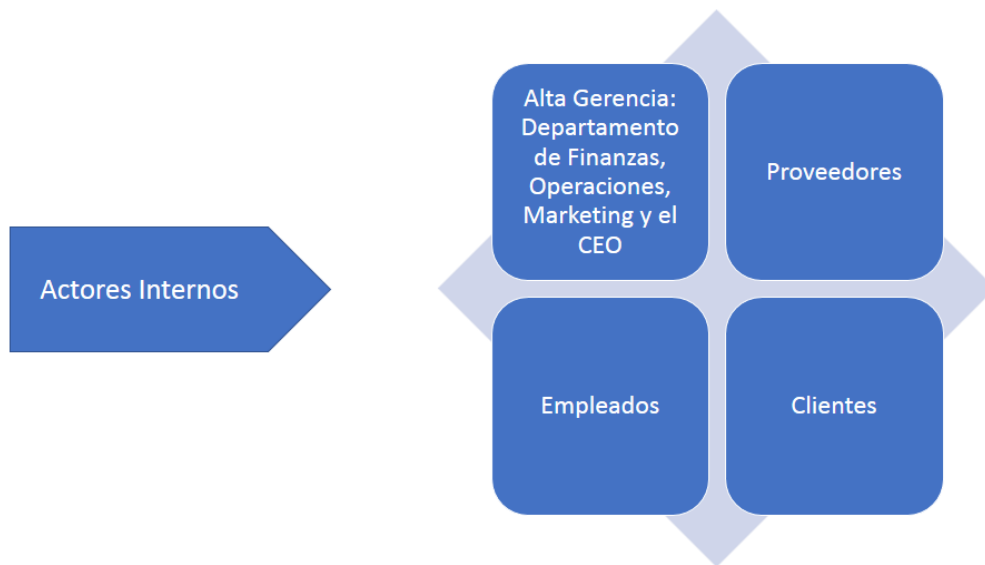 Actores Internos
Alta Gerencia:
Departamento
de Finanzas,
Operaciones,
Marketing y el
CEO
Proveedores
Empleados
Clientes